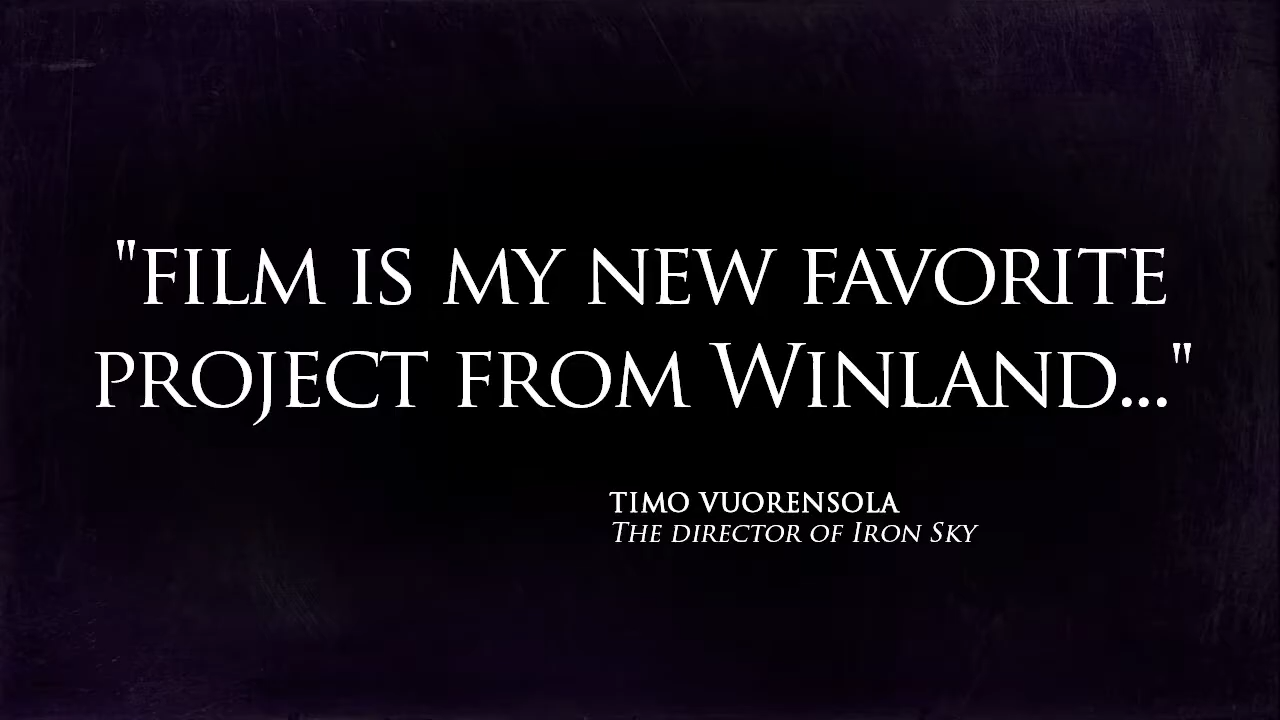 "FILM IS MY NEW FAVORITE
PROJECT FROM WINLAND..."
TIMO VUORENSOLA
THE DIRECTOR OF IRON SKY